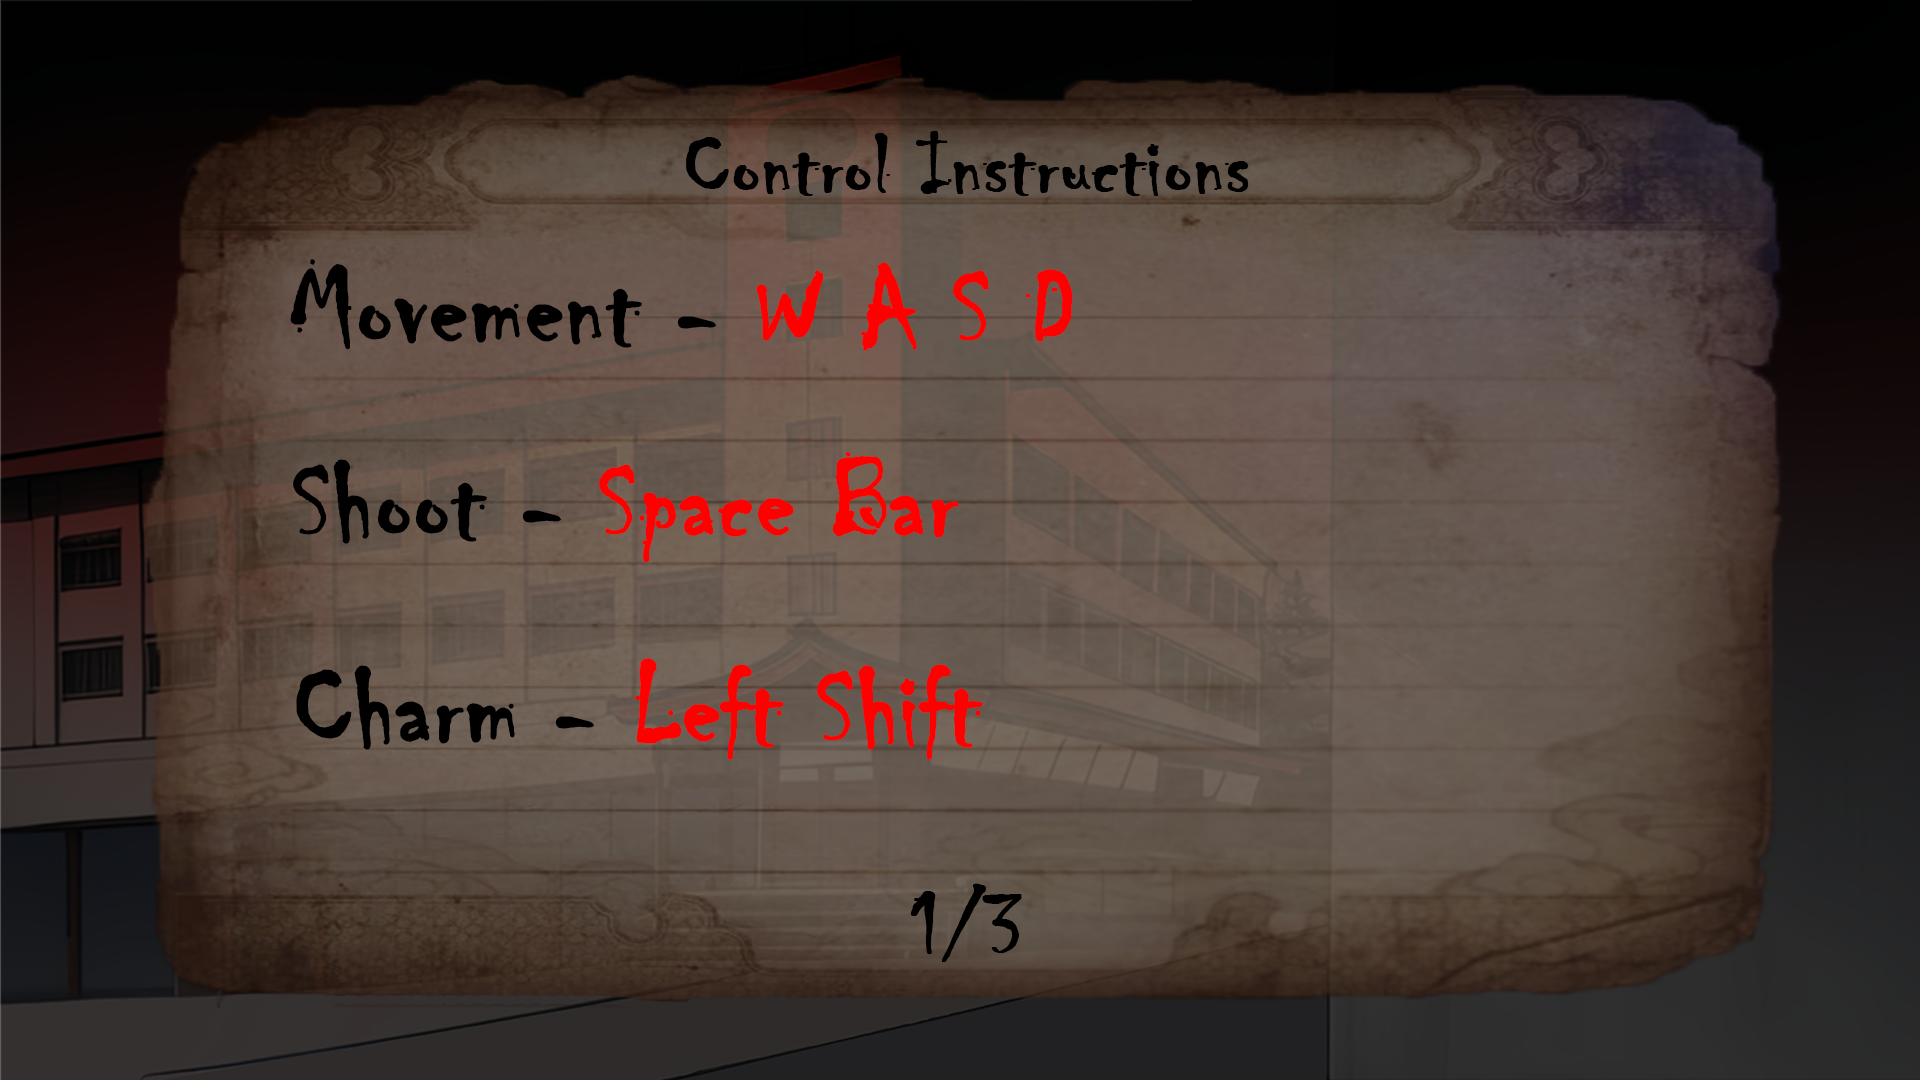 Control Instructions
Movement - W A S D
Shoot - Space Bar
Charm - Left Shift
1/3